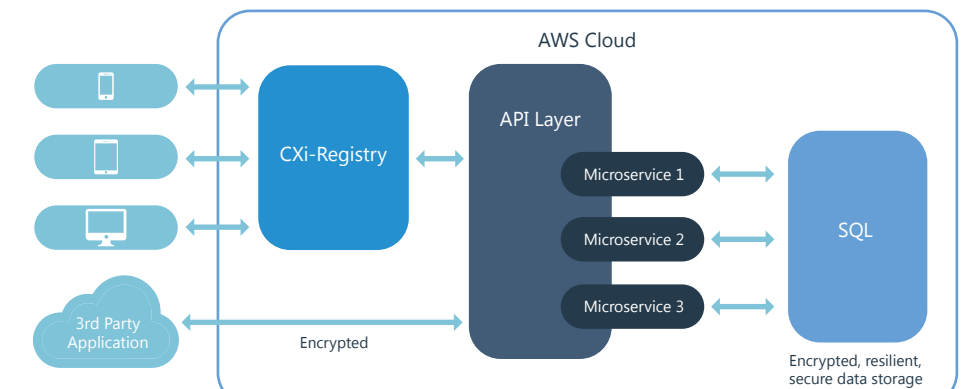 AWS Cloud
API Layer
CXi-Registry
Microservice 1
Microservice 2
SQL
Microservice 3
3rd Party
Application
Encrypted
Encrypted, resilient,
secure data storage